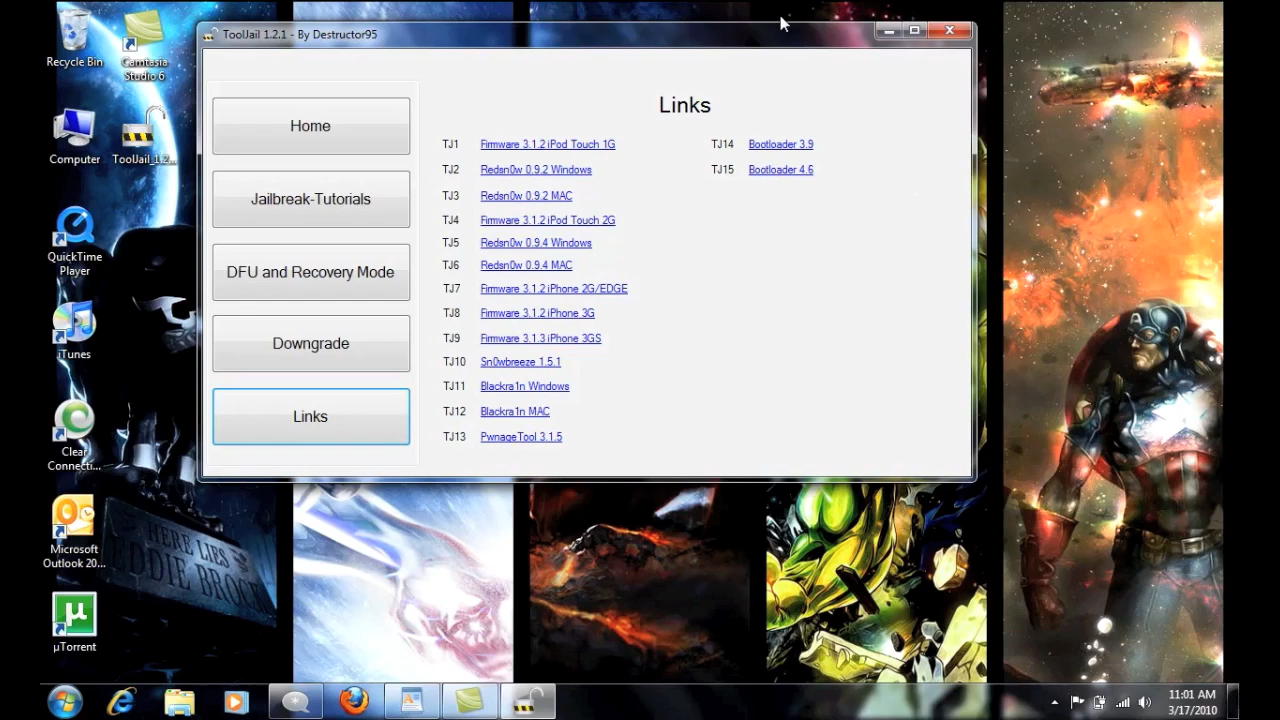 Recycle Bin
Camtasia
Studio 6
Computer
ToolJail_1.2...
QuickTime
Player
iTunes
Clear
Connecti...
Microsoft
Outlook 20...
µTorrent
ToolJail 1.2.1 - By Destructor95
Home
Jailbreak-Tutorials
DFU and Recovery Mode
Downgrade
Links
Links
TJ1 Firmware 3.1.2 iPod Touch 1G
TJ2 Redsn0w 0.9.2 Windows
TJ3 Redsn0w 0.9.2 MAC
TJ4 Firmware 3.1.2 iPod Touch 2G
TJ5 Redsn0w 0.9.4 Windows
TJ6 Redsn0w 0.9.4 MAC
TJ7 Firmware 3.1.2 iPhone 2G/EDGE
TJ8 Firmware 3.1.2 iPhone 3G
TJ9 Firmware 3.1.3 iPhone 3GS
TJ10 Sn0wbreeze 1.5.1
TJ11 Blackra1n Windows
TJ12 Blackra1n MAC
TJ13 PwnageTool 3.1.5
TJ14 Bootloader 3.9
TJ15 Bootloader 4.6
HERE LIES
EDDIE BROCK
11:01 AM
3/17/2010